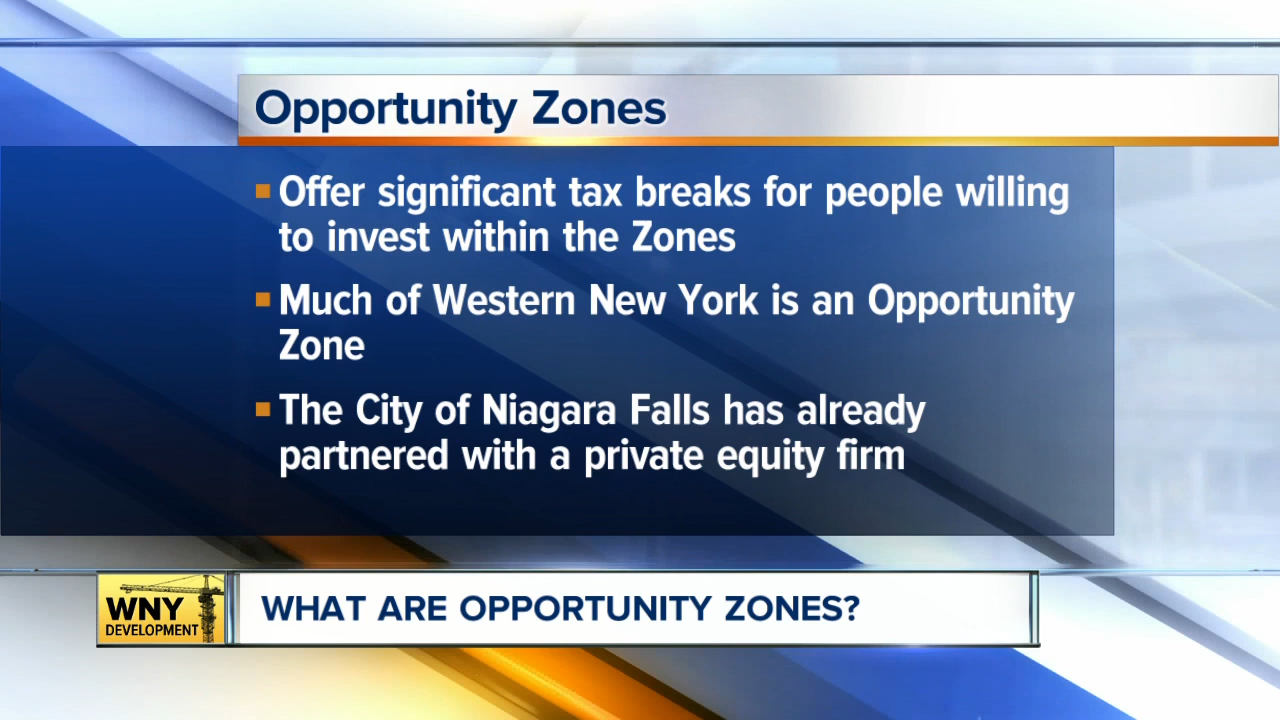 Opportunity Zones
Offer significant tax breaks for people willing
to invest within the Zones
Much of Western New York is an Opportunity
Zone
The City of Niagara Falls has already
partnered with a private equity firm
WNY
DEVELOPMENT
WHAT ARE OPPORTUNITY ZONES?